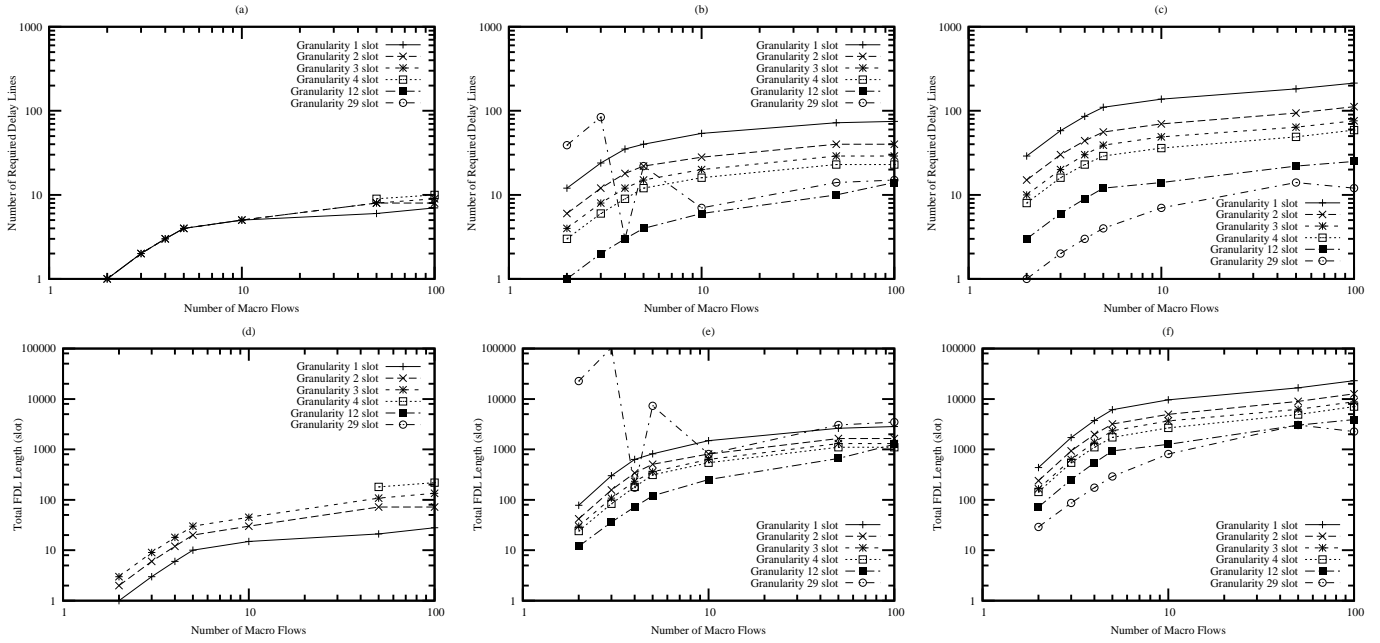 (a)
Number of Required Delay Lines
1000
100
10
1
1
10
100
Number of Macro Flows
Granularity 1 slot
Granularity 2 slot
Granularity 3 slot
Granularity 4 slot
Granularity 12 slot
Granularity 29 slot
(b)
Number of Required Delay Lines
1000
100
10
1
1
10
100
Number of Macro Flows
Granularity 1 slot
Granularity 2 slot
Granularity 3 slot
Granularity 4 slot
Granularity 12 slot
Granularity 29 slot
(c)
Number of Required Delay Lines
1000
100
10
1
1
10
100
Number of Macro Flows
Granularity 1 slot
Granularity 2 slot
Granularity 3 slot
Granularity 4 slot
Granularity 12 slot
Granularity 29 slot
(d)
Total FDL Length (slot)
100000
10000
1000
100
10
1
1
10
100
Number of Macro Flows
Granularity 1 slot
Granularity 2 slot
Granularity 3 slot
Granularity 4 slot
Granularity 12 slot
Granularity 29 slot
(e)
Total FDL Length (slot)
100000
10000
1000
100
10
1
1
10
100
Number of Macro Flows
Granularity 1 slot
Granularity 2 slot
Granularity 3 slot
Granularity 4 slot
Granularity 12 slot
Granularity 29 slot
(f)
Total FDL Length (slot)
100000
10000
1000
100
10
1
1
10
100
Number of Macro Flows
Granularity 1 slot
Granularity 2 slot
Granularity 3 slot
Granularity 4 slot
Granularity 12 slot
Granularity 29 slot